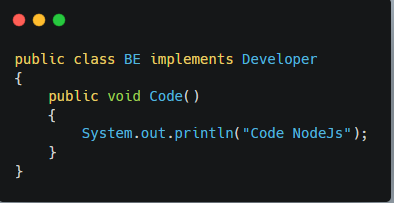 public class BE implements Developer
{
    public void Code()
    {
        System.out.println("Code NodeJs");
    }
}